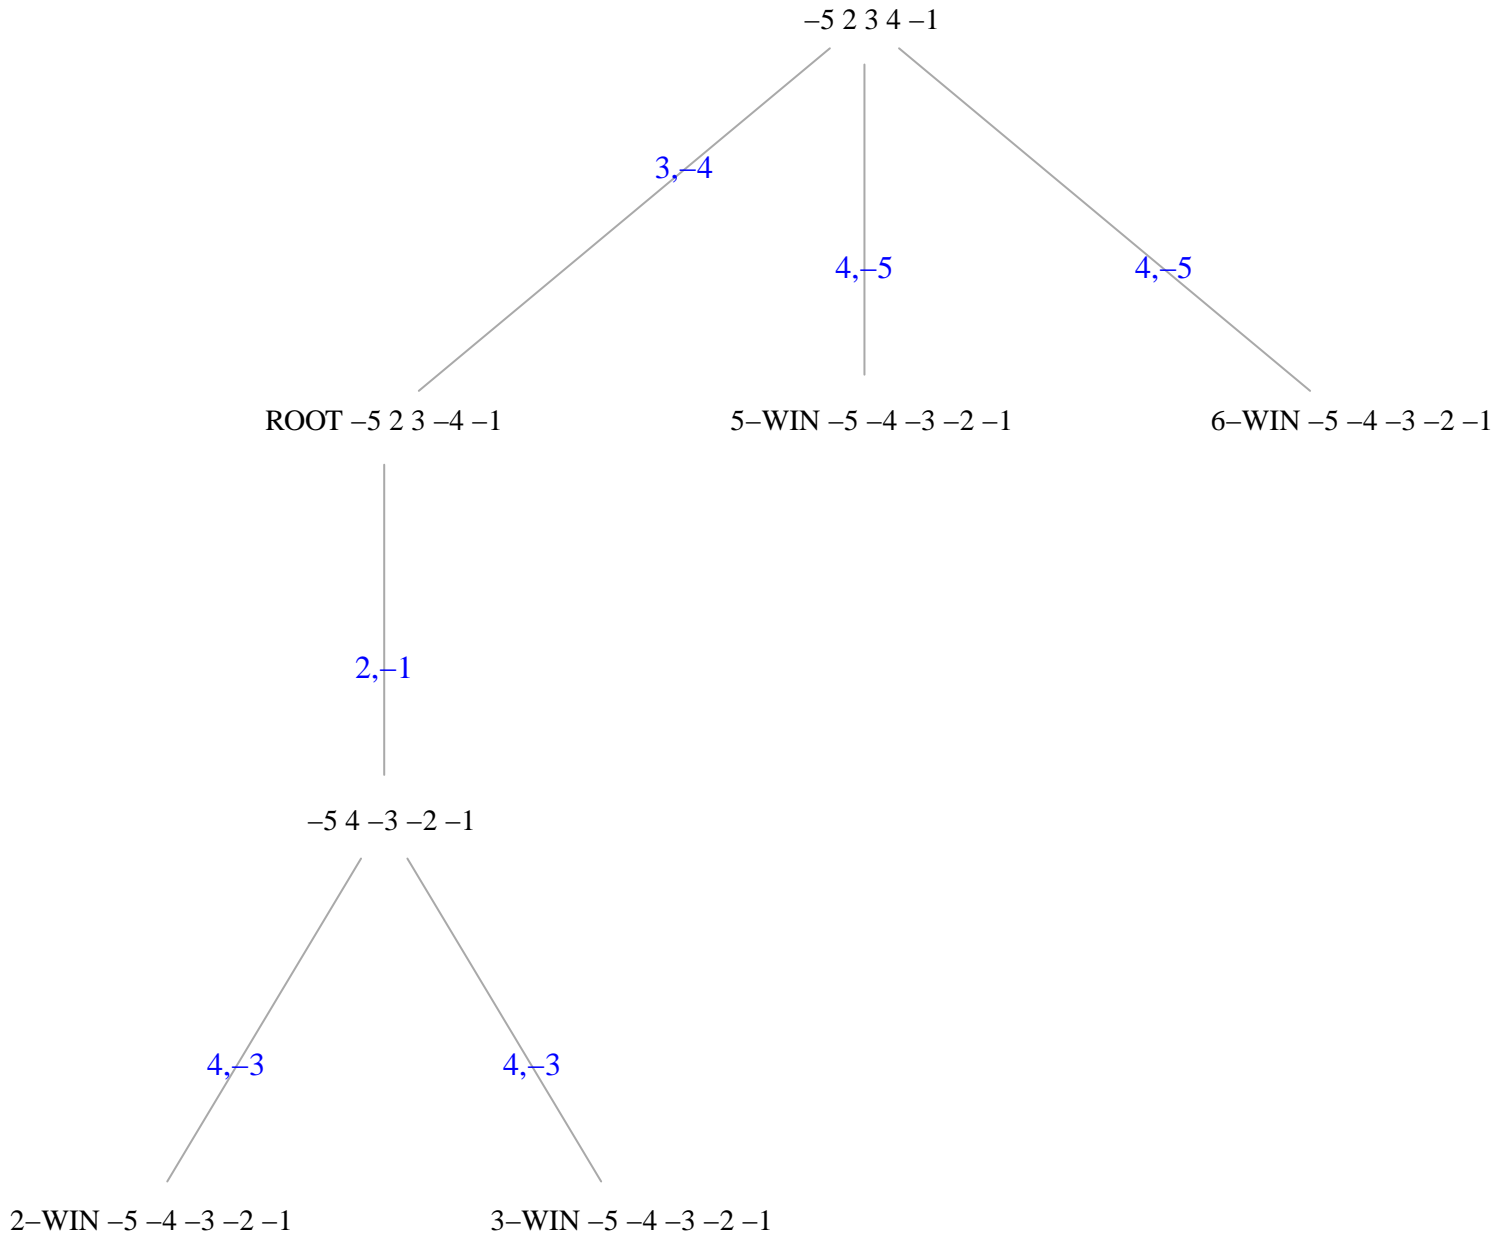 –5 2 3 4 –1
3,–4
4,–5
4,–5
ROOT –5 2 3 –4 –1
5–WIN –5 –4 –3 –2 –1
6–WIN –5 –4 –3 –2 –1
2,–1
–5 4 –3 –2 –1
4,–3
4,–3
2–WIN –5 –4 –3 –2 –1
3–WIN –5 –4 –3 –2 –1